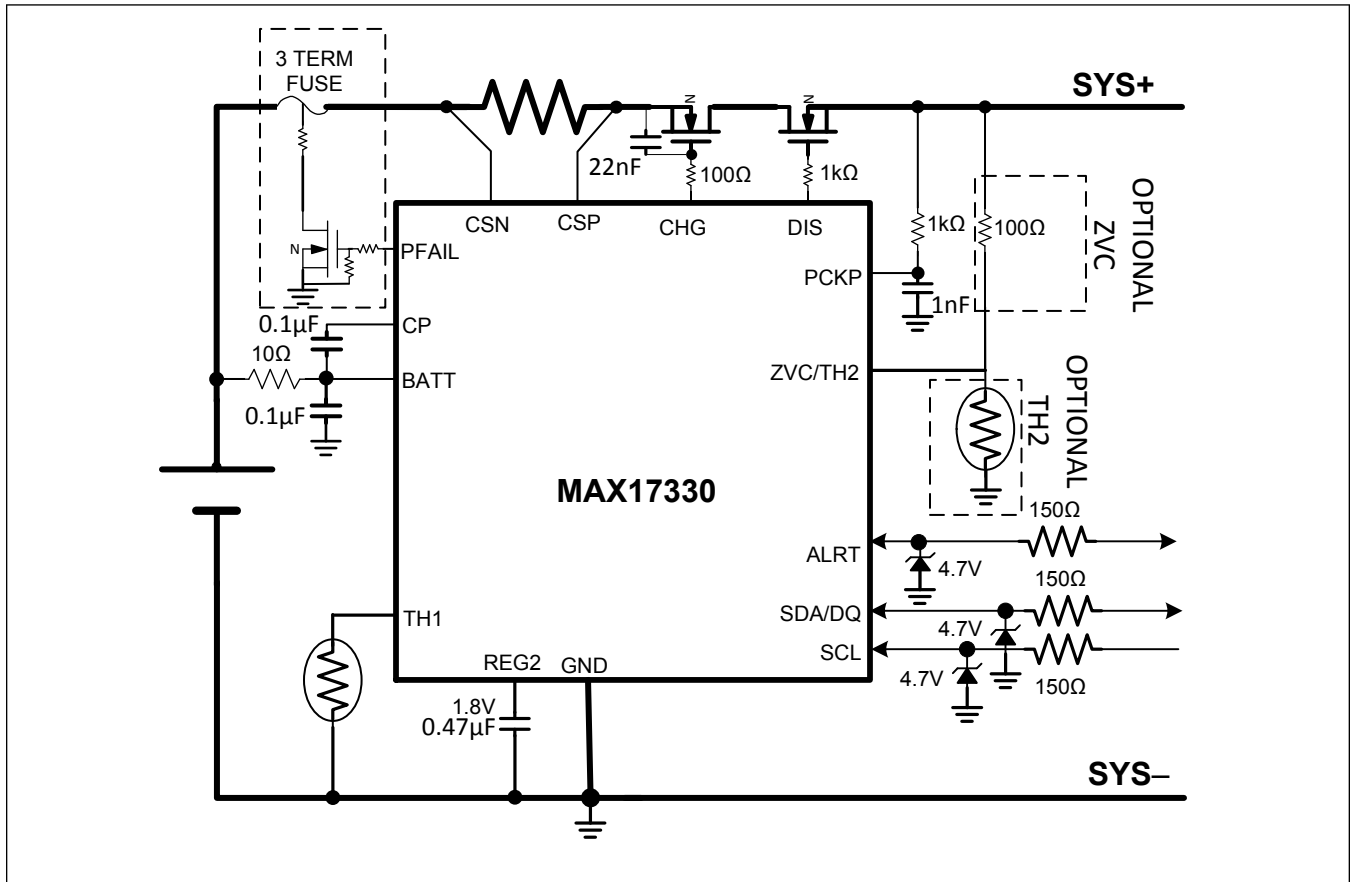 3 TERM
FUSE
SYS+
22nF
100Ω
1kΩ
CSN
CSP
CHG
DIS
1kΩ
100Ω
OPTIONAL
ZVC
N
N
N
PFAIL
PCKP
1nF
0.1µF
CP
10Ω
BATT
0.1µF
ZVC/TH2
OPTIONAL
TH2
MAX17330
150Ω
ALRT
4.7V
150Ω
SDA/DQ
4.7V
SCL
4.7V
150Ω
TH1
REG2
GND
1.8V
0.47µF
SYS–